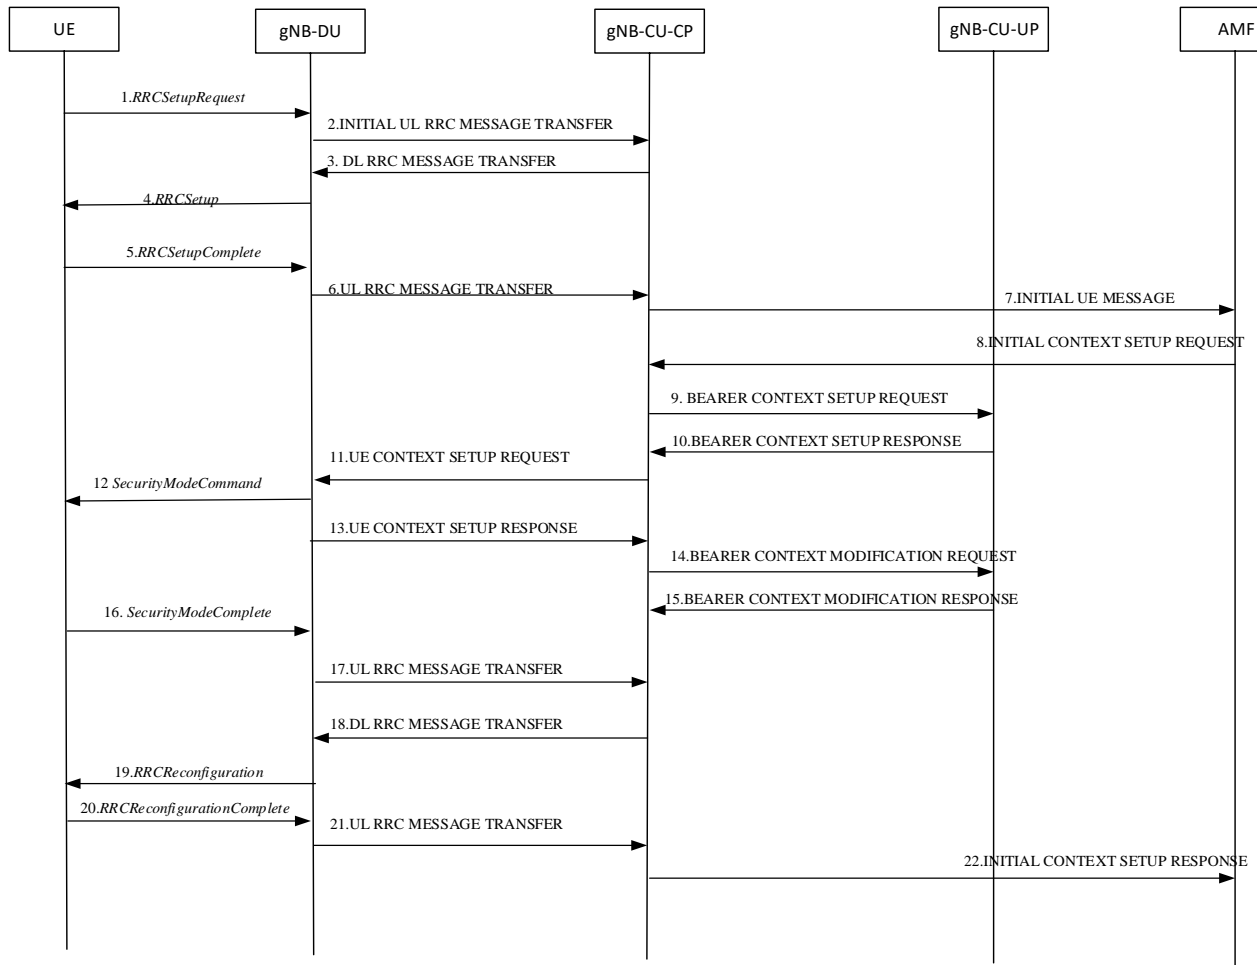 UE
gNB-DU
gNB-CU-CP
gNB-CU-UP
AMF
1.RRCSetupRequest
2.INITIAL UL RRC MESSAGE TRANSFER
3. DL RRC MESSAGE TRANSFER
4.RRCSetup
5.RRCSetupComplete
6.UL RRC MESSAGE TRANSFER
7.INITIAL UE MESSAGE
8.INITIAL CONTEXT SETUP REQUEST
9. BEARER CONTEXT SETUP REQUEST
10.BEARER CONTEXT SETUP RESPONSE
11.UE CONTEXT SETUP REQUEST
12 SecurityModeCommand
13.UE CONTEXT SETUP RESPONSE
14.BEARER CONTEXT MODIFICATION REQUEST
15.BEARER CONTEXT MODIFICATION RESPONSE
16. SecurityModeComplete
17.UL RRC MESSAGE TRANSFER
18.DL RRC MESSAGE TRANSFER
19.RRCReconfiguration
20.RRCReconfigurationComplete
21.UL RRC MESSAGE TRANSFER
22.INITIAL CONTEXT SETUP RESPONSE